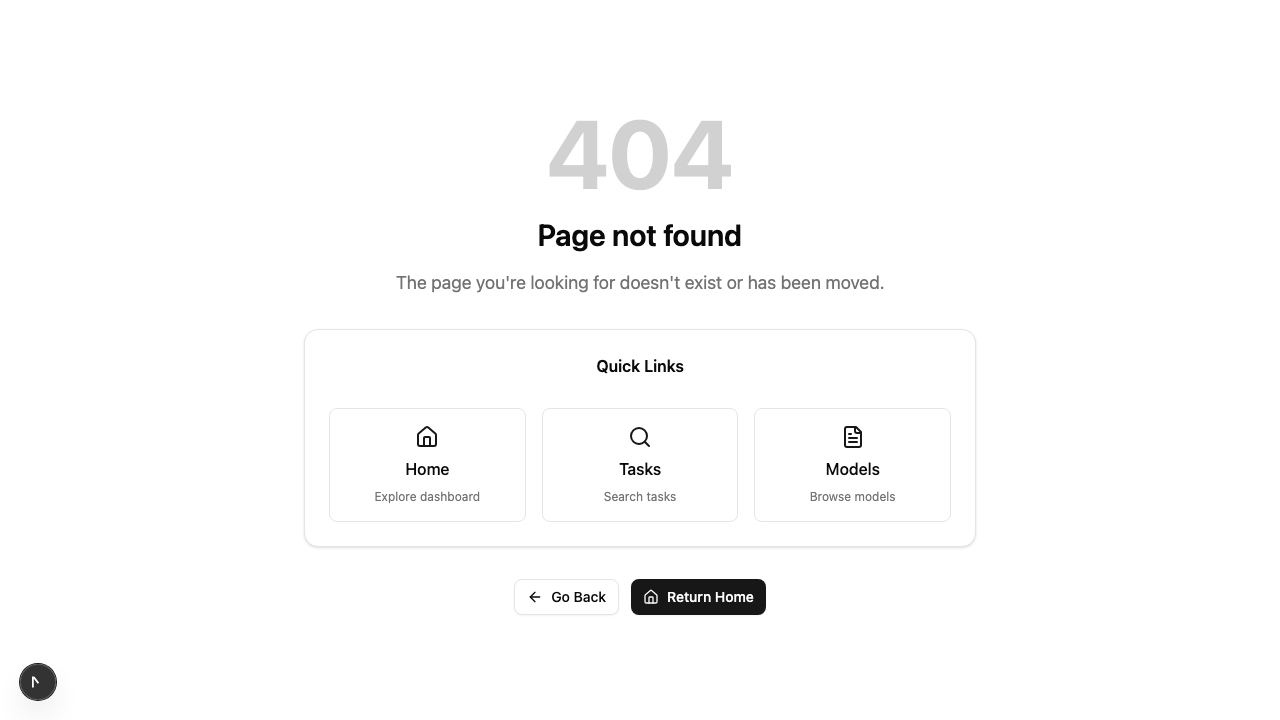 404
Page not found
The page you're looking for doesn't exist or has been moved.
Quick Links
Home
Explore dashboard
Tasks
Search tasks
Models
Browse models
Go Back
Return Home